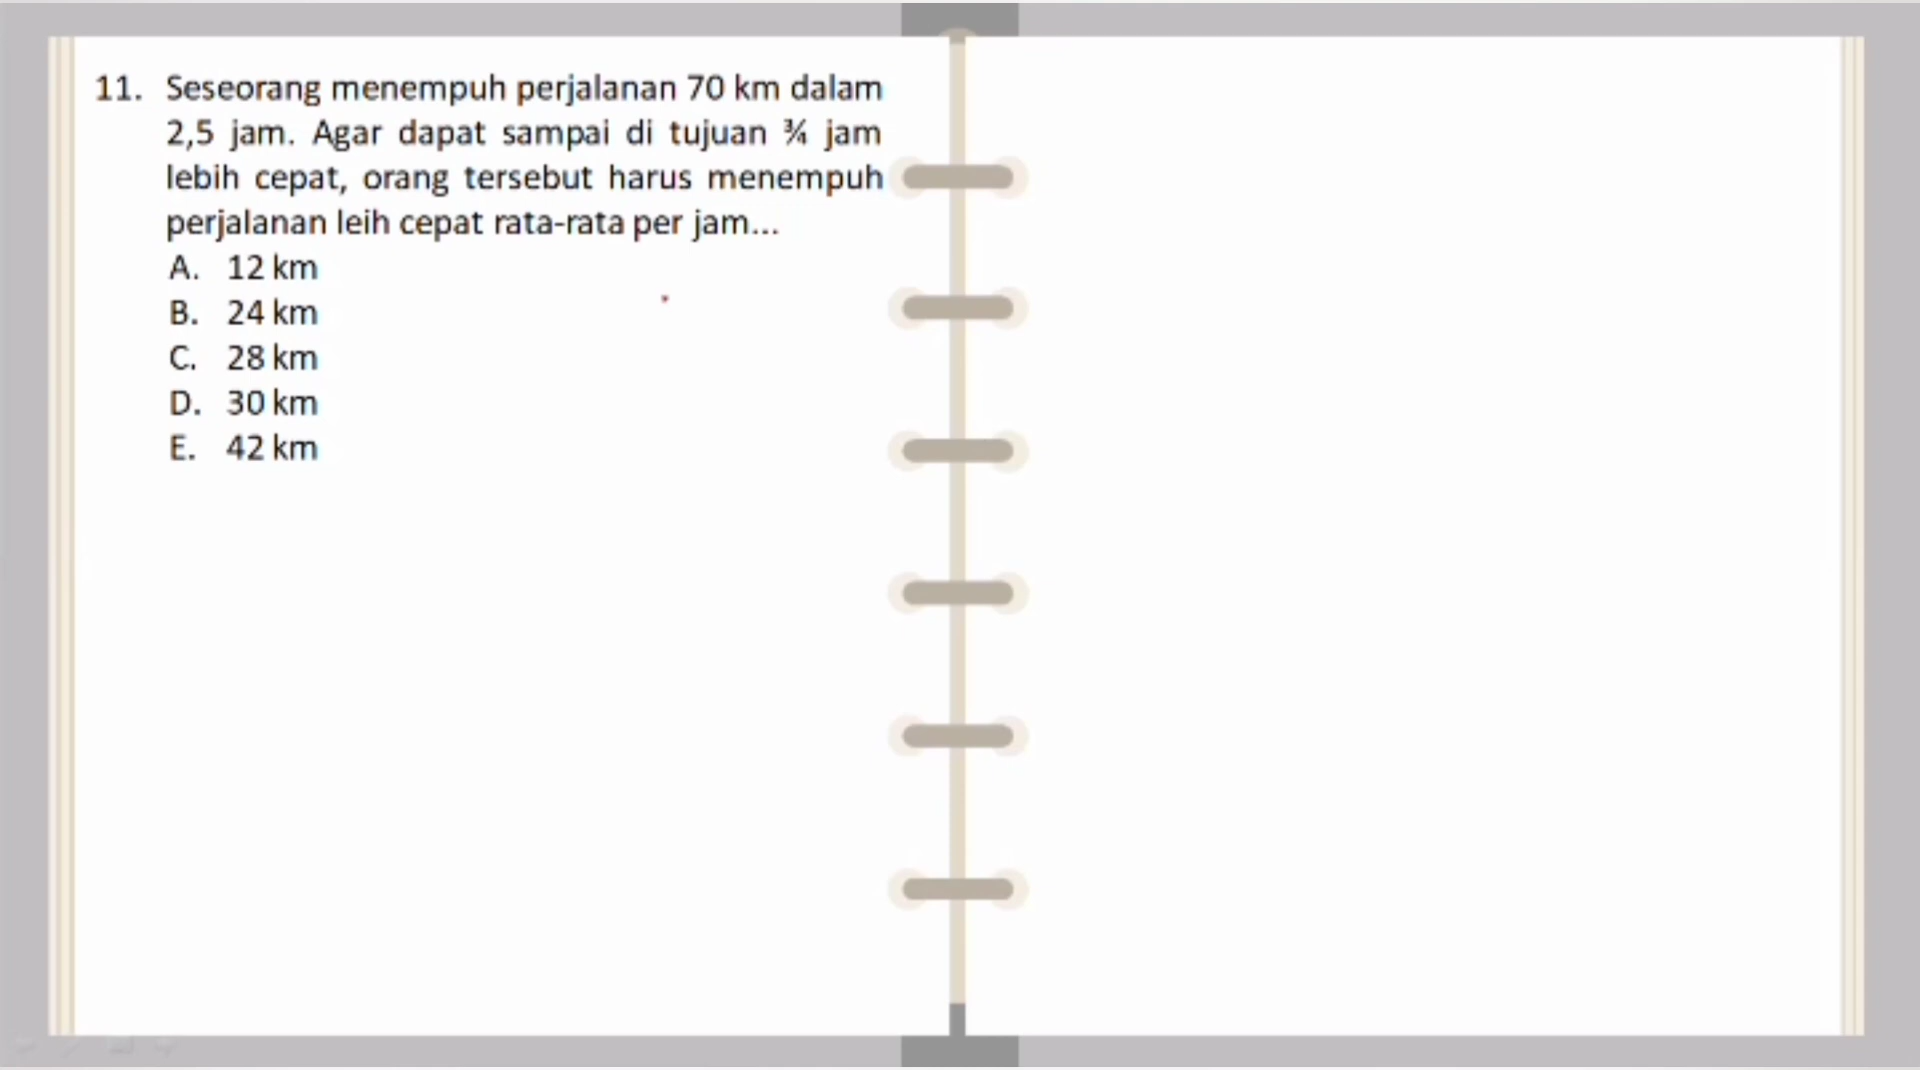 11. Seseorang menempuh perjalanan 70 km dalam
2,5 jam. Agar dapat sampai di tujuan ¾ jam
lebih cepat, orang tersebut harus menempuh
perjalanan leih cepat rata-rata per jam...
A. 12 km
B. 24 km
C. 28 km
D. 30 km
E. 42 km